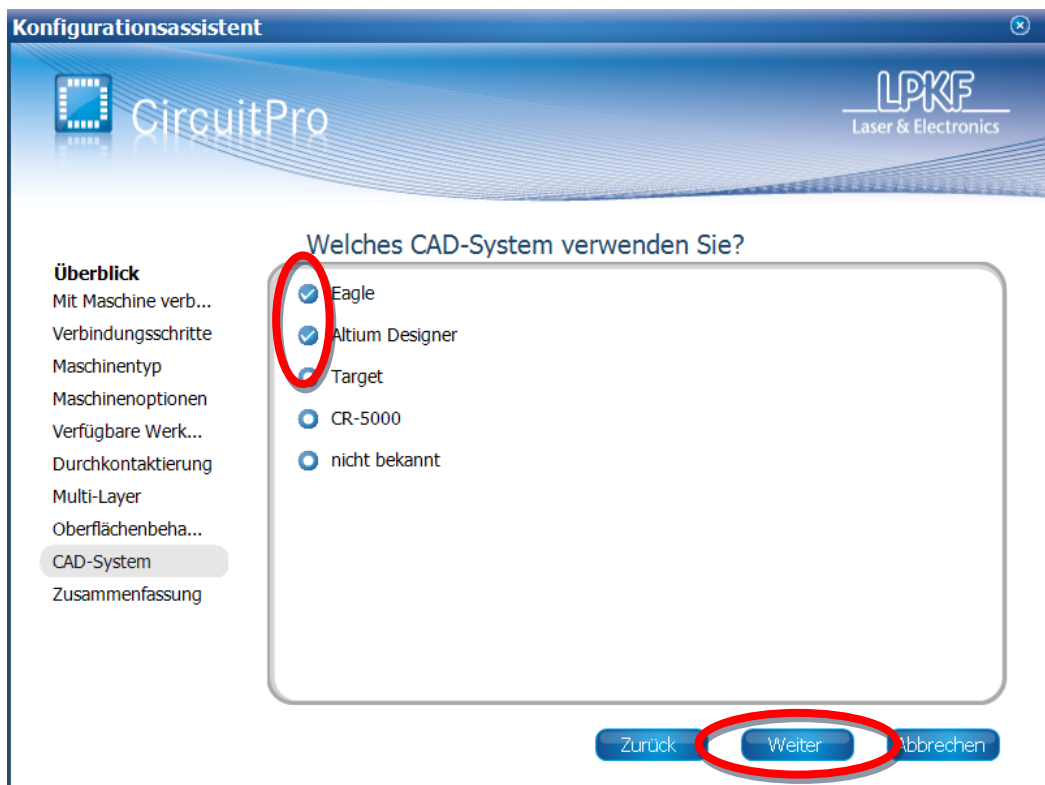 Konfigurationsassistent
CircuitPro
LPKF
Laser & Electronics
Welches CAD-System verwenden Sie?
Überblick
Mit Maschine verb...
Verbindungsschritte
Maschinentyp
Maschinenoptionen
Verfügbare Werk...
Durchkontaktierung
Multi-Layer
Oberflächenbeha...
CAD-System
Zusammenfassung
Eagle
Altium Designer
Target
CR-5000
nicht bekannt
Zurück
Weiter
Abbrechen